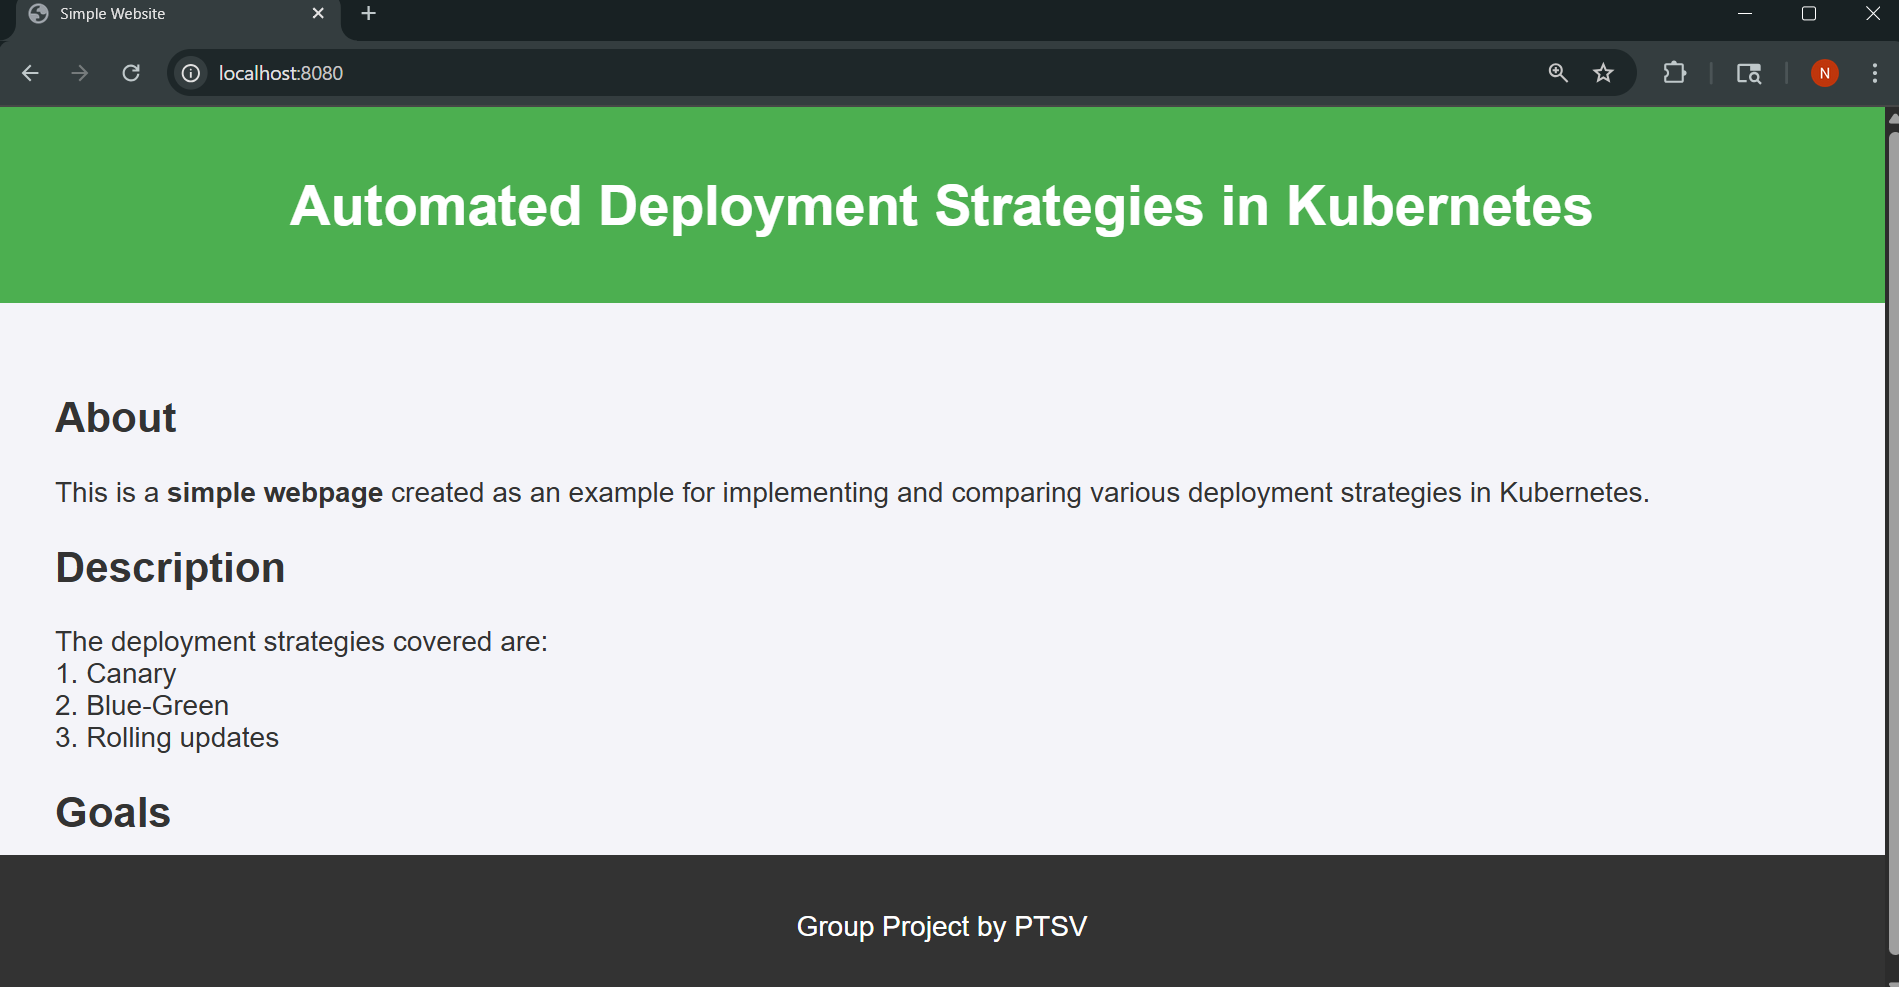 Simple Website
localhost:8080
N
Automated Deployment Strategies in Kubernetes
About
This is a simple webpage created as an example for implementing and comparing various deployment strategies in Kubernetes.
Description
The deployment strategies covered are:
1. Canary
2. Blue-Green
3. Rolling updates
Goals
Group Project by PTSV